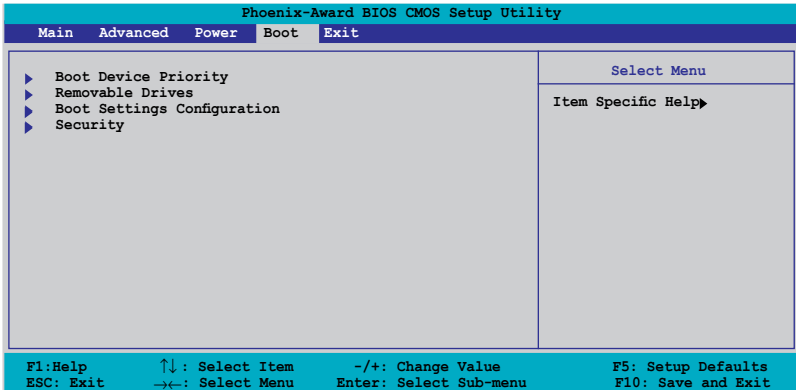 Phoenix-Award BIOS CMOS Setup Utility
Main Advanced Power Boot Exit
Boot Device Priority
Removable Drives
Boot Settings Configuration
Security
Select Menu
Item Specific Help
F1:Help ↑↓ : Select Item -/+: Change Value F5: Setup Defaults
ESC: Exit →←: Select Menu Enter: Select Sub-menu F10: Save and Exit